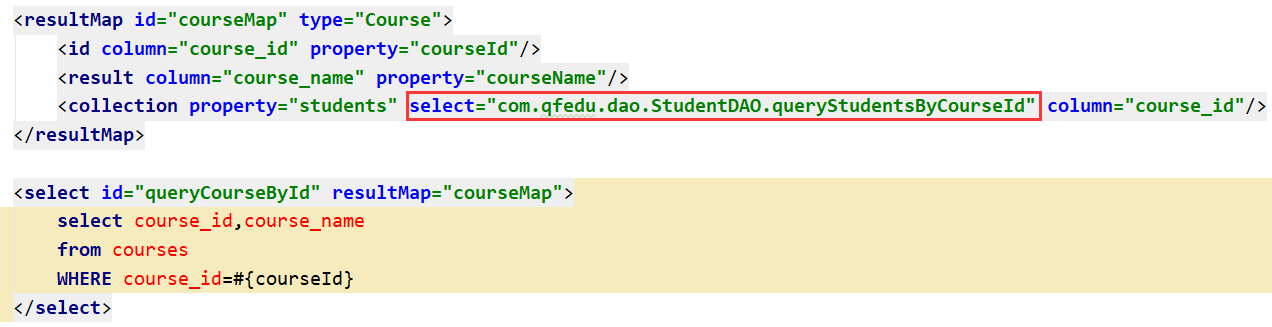 <resultMap id="courseMap" type="Course">
<id column="course_id" property="courseId"/>
<result column="course_name" property="courseName"/>
<collection property="students" select="com.qfedu.dao.StudentDAO.queryStudentsByCourseId" column="course_id"/>
</resultMap>
<select id="queryCourseById" resultMap="courseMap">
select course_id,course_name
from courses
WHERE course_id=#{courseId}
</select>